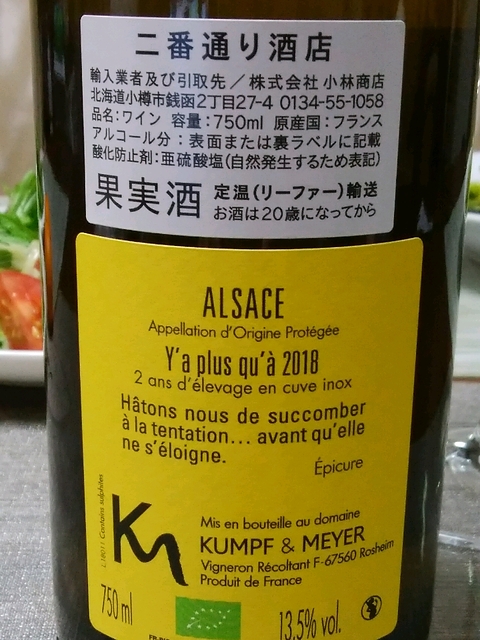 二番通り酒店
輸入業者及び引取先／株式会社小林商店
北海道小樽市銭函2丁目27-4 0134-55-1058
品名:ワイン 容量:750ml 原産国:フランス
アルコール分:表面または裏ラベルに記載
酸化防止剤:亜硫酸塩(自然発生するため表記)
果実酒 定温(リーファー)輸送
お酒は20歳になってから
ALSACE
Appellation d'Origine Protégée
Y'a plus qu'à 2018
2 ans d'élevage en cuve inox
Hâtons nous de succomber
à la tentation... avant qu'elle
ne s'éloigne.
Épicure
L.18011 Contains sulphites
KM
Mis en bouteille au domaine
KUMPF & MEYER
Vigneron Récoltant F-67560 Rosheim
Produit de France
750 ml
13.5% vol.